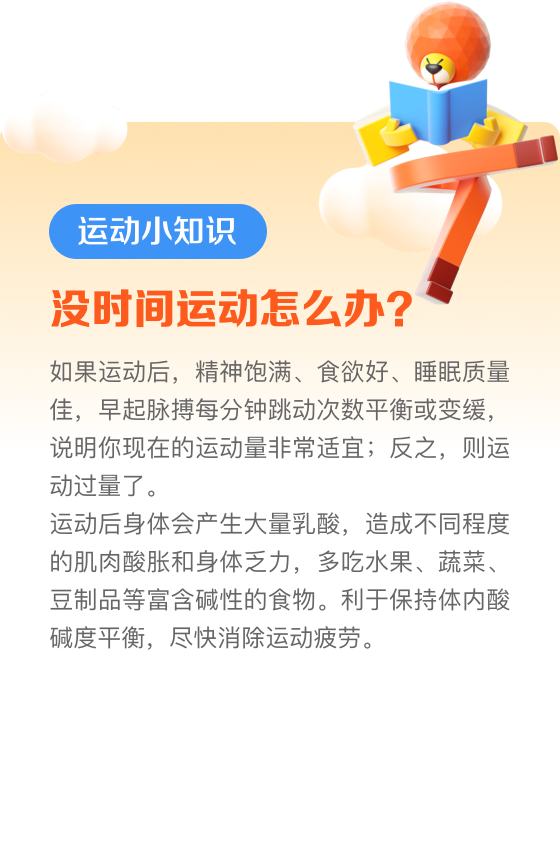 运动小知识
没时间运动怎么办?
如果运动后，精神饱满、食欲好、睡眠质量
佳，早起脉搏每分钟跳动次数平衡或变缓，
说明你现在的运动量非常适宜；反之，则运
动过量了。
运动后身体会产生大量乳酸，造成不同程度
的肌肉酸胀和身体乏力，多吃水果、蔬菜、
豆制品等富含碱性的食物。利于保持体内酸
碱度平衡，尽快消除运动疲劳。